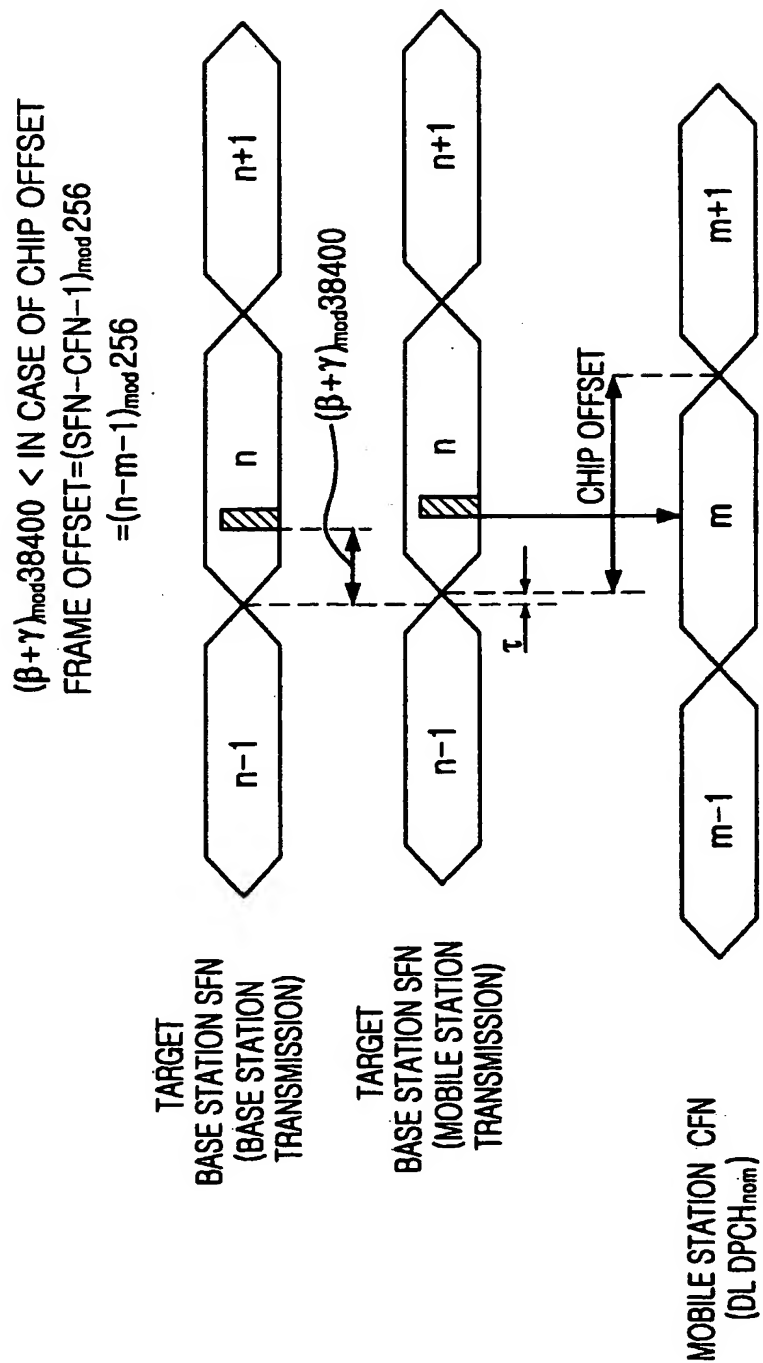 (β+γ)mod38400 < IN CASE OF CHIP OFFSET
FRAME OFFSET=(SFN-CFN-1)mod256
=(n-m-1)mod256
TARGET
BASE STATION SFN
(BASE STATION
TRANSMISSION)
n-1
n
n+1
(β+γ)mod38400
TARGET
BASE STATION SFN
(MOBILE STATION
TRANSMISSION)
n-1
n
n+1
τ
CHIP OFFSET
MOBILE STATION CFN
(DL DPCHnom)
m-1
m
m+1